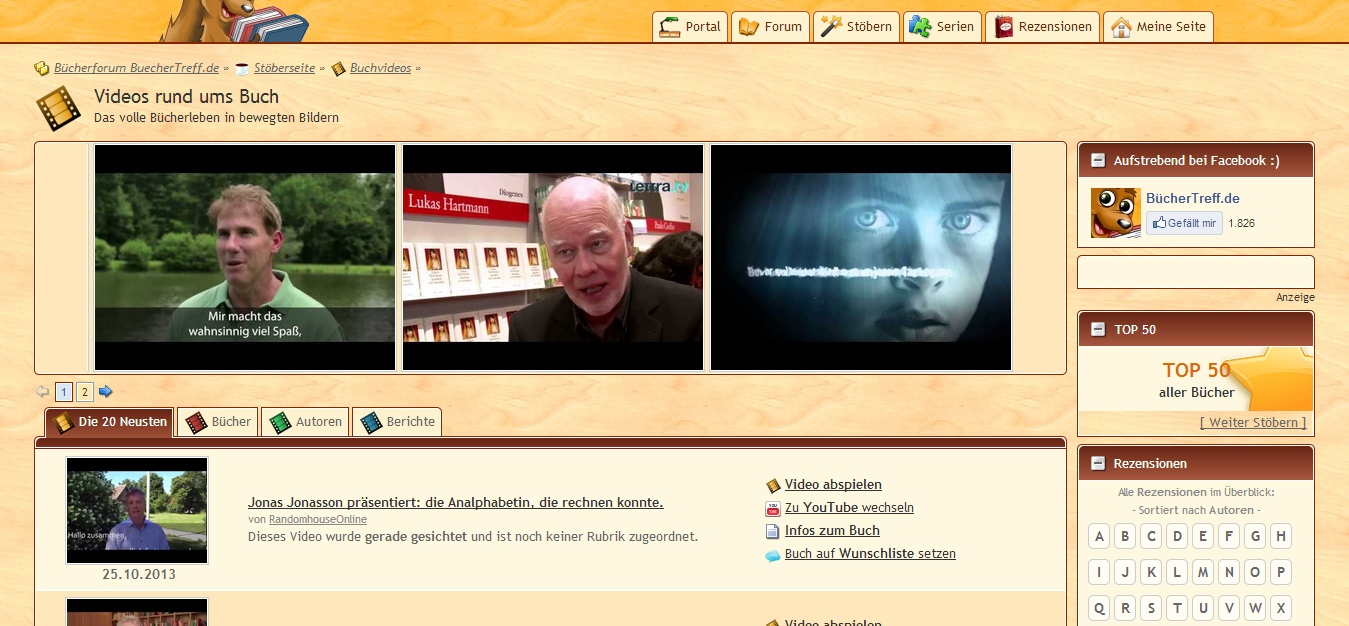 Portal
Forum
Stöbern
Serien
Rezensionen
Meine Seite
Bücherforum BuecherTreff.de » Stöberseite » Buchvideos »
Videos rund ums Buch
Das volle Bücherleben in bewegten Bildern
Mir macht das
wahnsinnig viel Spaß,
Lukas Hartmann
Diogenes
terra.tv
Aufstrebend bei Facebook :)
BücherTreff.de
Gefällt mir 1.826
Anzeige
TOP 50
TOP 50
aller Bücher
[ Weiter Stöbern ]
1 2
Die 20 Neusten
Bücher
Autoren
Berichte
Hallo zusammen,
25.10.2013
Jonas Jonasson präsentiert: die Analphabetin, die rechnen konnte.
von RandomhouseOnline
Dieses Video wurde gerade gesichtet und ist noch keiner Rubrik zugeordnet.
Video abspielen
Zu YouTube wechseln
Infos zum Buch
Buch auf Wunschliste setzen
Video abspielen
Rezensionen
Alle Rezensionen im Überblick:
- Sortiert nach Autoren -
A B C D E F G H
I J K L M N O P
Q R S T U V W X